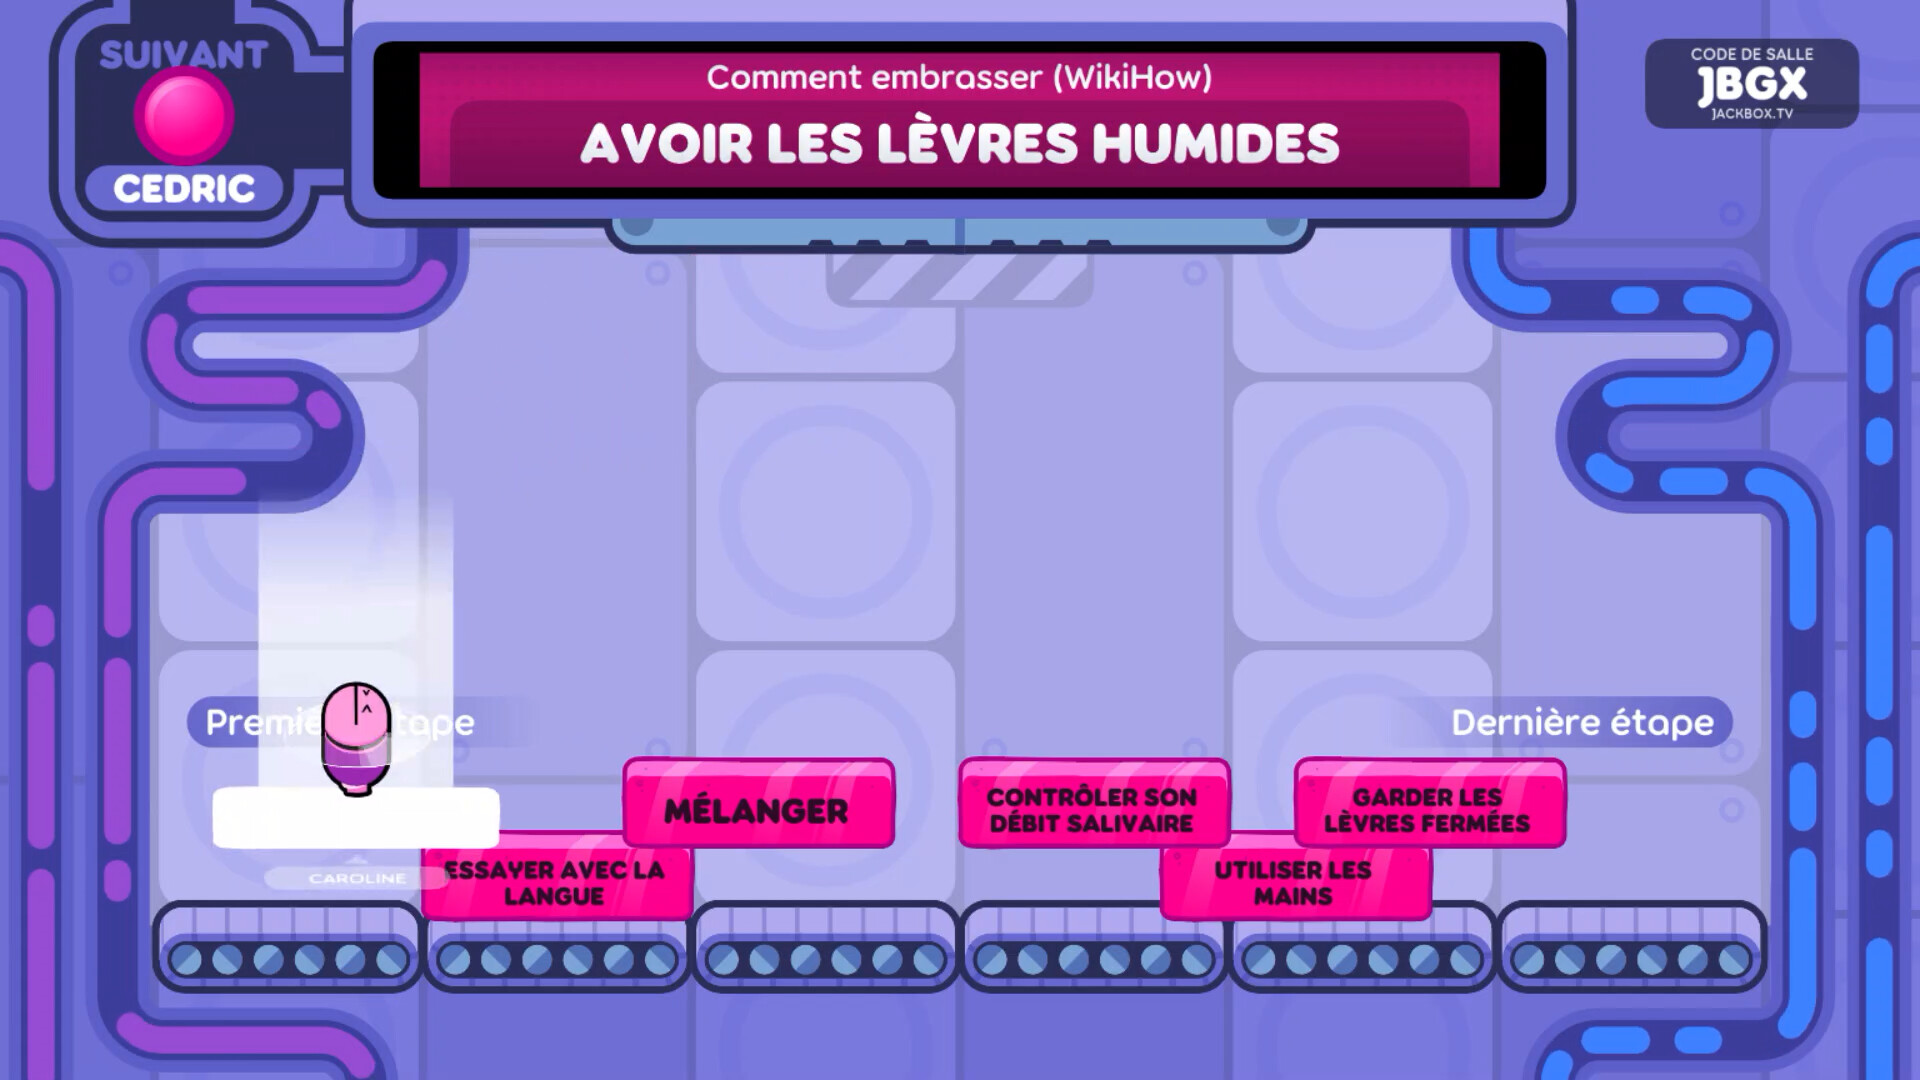 SUIVANT
CEDRIC
Comment embrasser (WikiHow)
AVOIR LES LÈVRES HUMIDES
CODE DE SALLE
JBGX
JACKBOX.TV
Dernière étape
MÉLANGER
CONTRÔLER SON
DÉBIT SALIVAIRE
GARDER LES
LÈVRES FERMÉES
CAROLINE
ESSAYER AVEC LA
LANGUE
UTILISER LES
MAINS